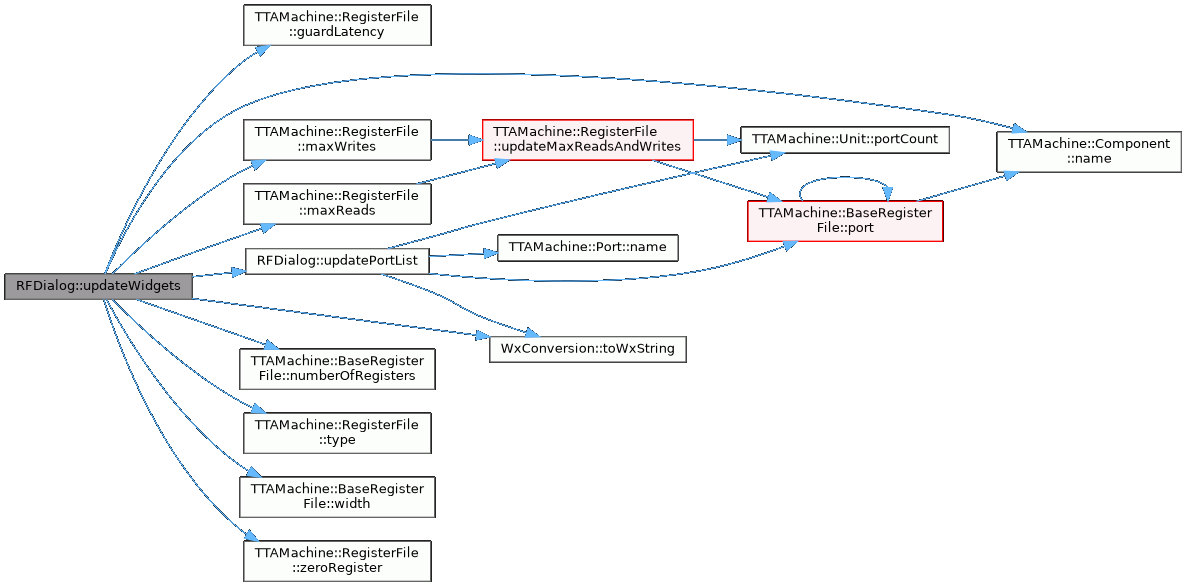 TTAMachine::RegisterFile
::guardLatency
TTAMachine::RegisterFile
::maxWrites
TTAMachine::RegisterFile
::updateMaxReadsAndWrites
TTAMachine::Unit::portCount
TTAMachine::Component
::name
TTAMachine::RegisterFile
::maxReads
TTAMachine::BaseRegister
File::port
RFDialog::updatePortList
TTAMachine::Port::name
RFDialog::updateWidgets
WxConversion::toWxString
TTAMachine::BaseRegister
File::numberOfRegisters
TTAMachine::RegisterFile
::type
TTAMachine::BaseRegister
File::width
TTAMachine::RegisterFile
::zeroRegister